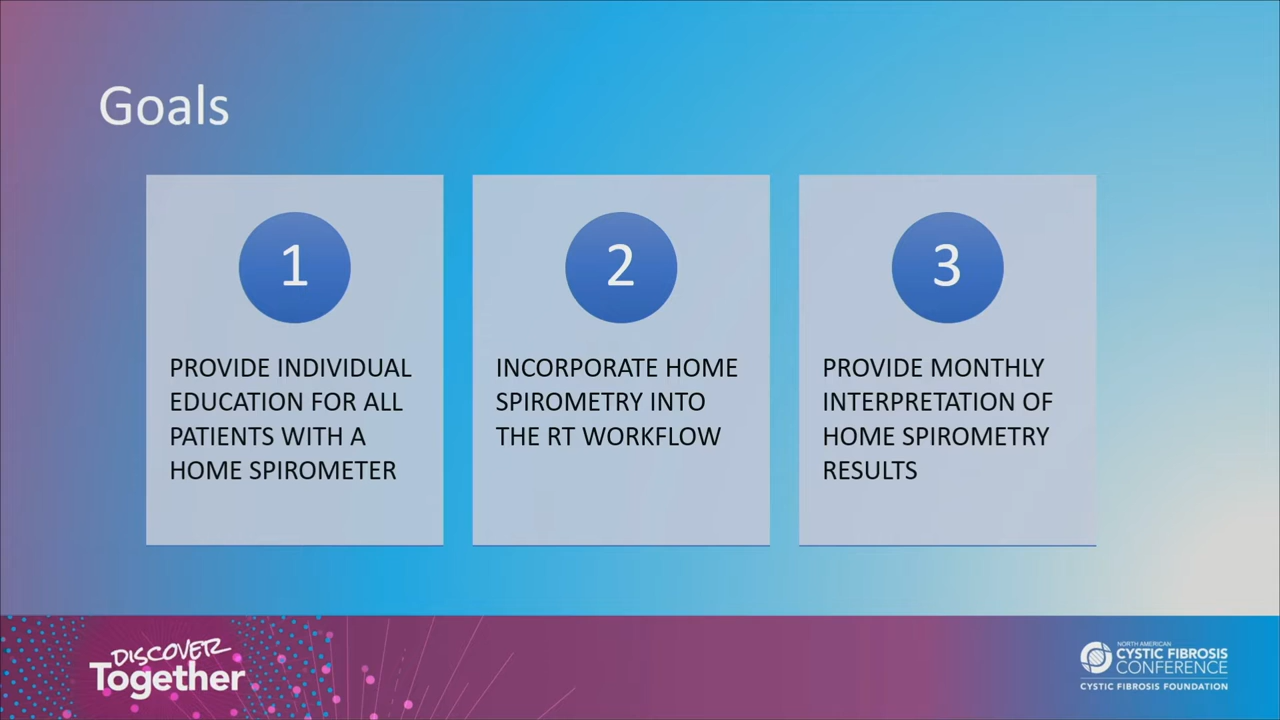 Goals
1
PROVIDE INDIVIDUAL
EDUCATION FOR ALL
PATIENTS WITH A
HOME SPIROMETER
2
INCORPORATE HOME
SPIROMETRY INTO
THE RT WORKFLOW
3
PROVIDE MONTHLY
INTERPRETATION OF
HOME SPIROMETRY
RESULTS
DISCOVER
Together
NORTH AMERICAN
CYSTIC FIBROSIS
CONFERENCE
CYSTIC FIBROSIS FOUNDATION